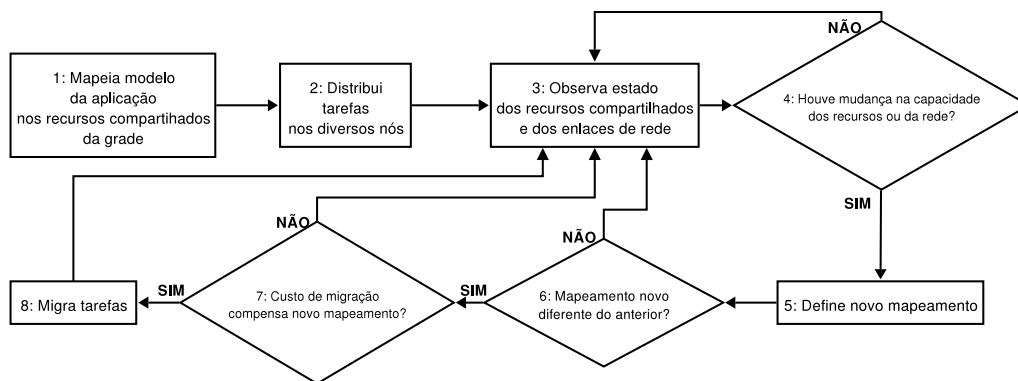 1: Mapeia modelo
da aplicação
nos recursos compartihados
da grade
2: Distribui
tarefas
nos diversos nós
3: Observa estado
dos recursos compartilhados
e dos enlaces de rede
NÃO
4: Houve mudança na capacidade
dos recursos ou da rede?
SIM
5: Define novo mapeamento
NÃO
6: Mapeamento novo
diferente do anterior?
SIM
NÃO
7: Custo de migração
compensa novo mapeamento?
SIM
8: Migra tarefas